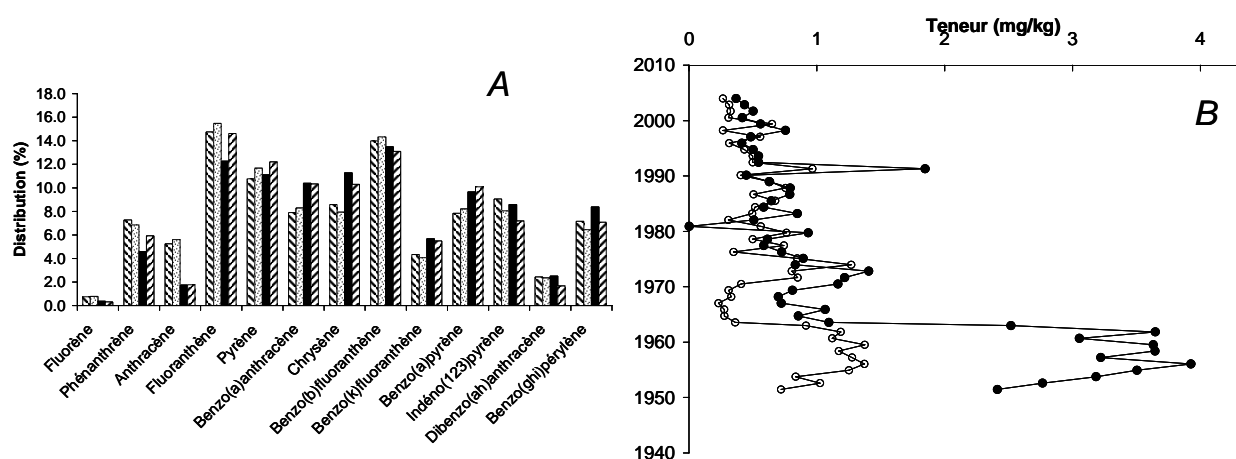 A
18.0
16.0
14.0
12.0
10.0
8.0
6.0
4.0
2.0
0.0
Distribution (%)
Fluorène
Phénanthrène
Anthracène
Fluoranthène
Pyrène
Benzo(a)anthracène
Chrysène
Benzo(b)fluoranthène
Benzo(k)fluoranthène
Benzo(a)pyrène
Indéno(123)pyrène
Dibenzo(ah)anthracène
Benzo(ghi)pérylène
Teneur (mg/kg)
0 1 2 3 4
B
2010
2000
1990
1980
1970
1960
1950
1940